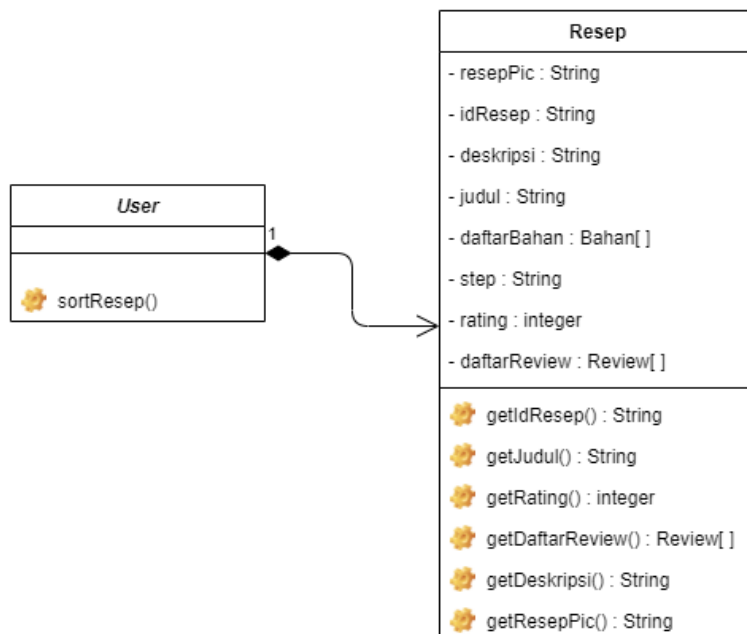 User
1
sortResep()
Resep
- resepPic : String
- idResep : String
- deskripsi : String
- judul : String
- daftarBahan : Bahan[ ]
- step : String
- rating : integer
- daftarReview : Review[ ]
getIdResep() : String
getJudul() : String
getRating() : integer
getDaftarReview() : Review[ ]
getDeskripsi() : String
getResepPic() : String